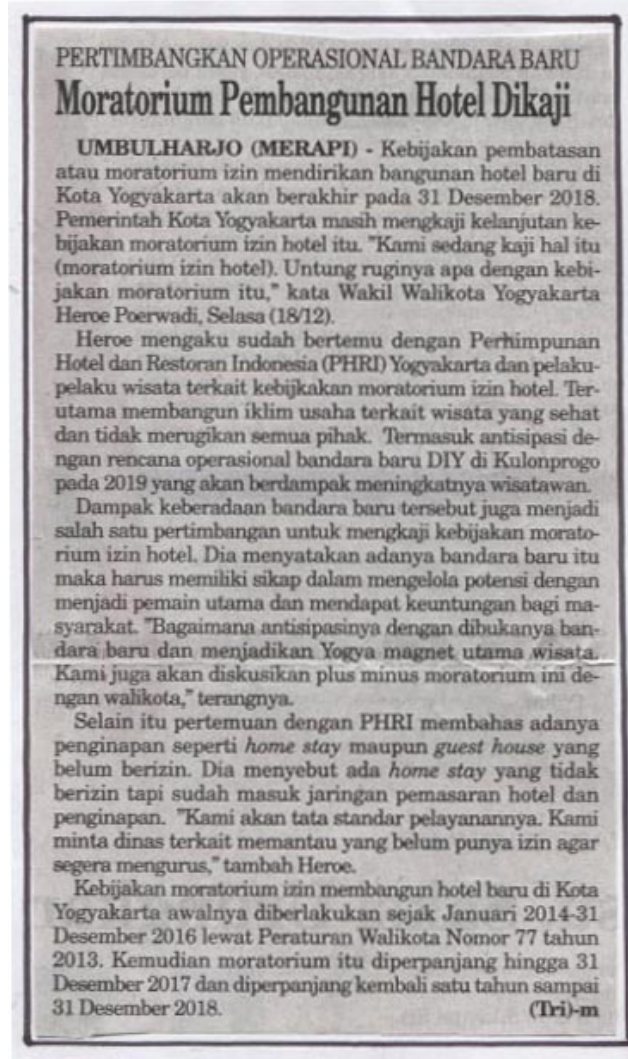 PERTIMBANGKAN OPERASIONAL BANDARA BARU
Moratorium Pembangunan Hotel Dikaji
UMBULHARJO (MERAPI) - Kebijakan pembatasan
atau moratorium izin mendirikan bangunan hotel baru di
Kota Yogyakarta akan berakhir pada 31 Desember 2018.
Pemerintah Kota Yogyakarta masih mengkaji kelanjutan ke-
bijakan moratorium izin hotel itu. "Kami sedang kaji hal itu
(moratorium izin hotel). Untung ruginya apa dengan kebi-
jakan moratorium itu," kata Wakil Walikota Yogyakarta
Heroe Poerwadi, Selasa (18/12).
Heroe mengaku sudah bertemu dengan Perhimpunan
Hotel dan Restoran Indonesia (PHRI) Yogyakarta dan pelaku-
pelaku wisata terkait kebijkakan moratorium izin hotel. Ter-
utama membangun iklim usaha terkait wisata yang sehat
dan tidak merugikan semua pihak. Termasuk antisipasi de-
ngan rencana operasional bandara baru DIY di Kulonprogo
pada 2019 yang akan berdampak meningkatnya wisatawan.
Dampak keberadaan bandara baru tersebut juga menjadi
salah satu pertimbangan untuk mengkaji kebijakan morato-
rium izin hotel. Dia menyatakan adanya bandara baru itu
maka harus memiliki sikap dalam mengelola potensi dengan
menjadi pemain utama dan mendapat keuntungan bagi ma-
syarakat. "Bagaimana antisipasinya dengan dibukanya ban-
dara baru dan menjadikan Yogya magnet utama wisata.
Kami juga akan diskusikan plus minus moratorium ini de-
ngan walikota," terangnya.
Selain itu pertemuan dengan PHRI membahas adanya
penginapan seperti home stay maupun guest house yang
belum berizin. Dia menyebut ada home stay yang tidak
berizin tapi sudah masuk jaringan pemasaran hotel dan
penginapan. "Kami akan tata standar pelayanannya. Kami
minta dinas terkait memantau yang belum punya izin agar
segera mengurus," tambah Heroe.
Kebijakan moratorium izin membangun hotel baru di Kota
Yogyakarta awalnya diberlakukan sejak Januari 2014-31
Desember 2016 lewat Peraturan Walikota Nomor 77 tahun
2013. Kemudian moratorium itu diperpanjang hingga 31
Desember 2017 dan diperpanjang kembali satu tahun sampai
31 Desember 2018. (Tri)-m